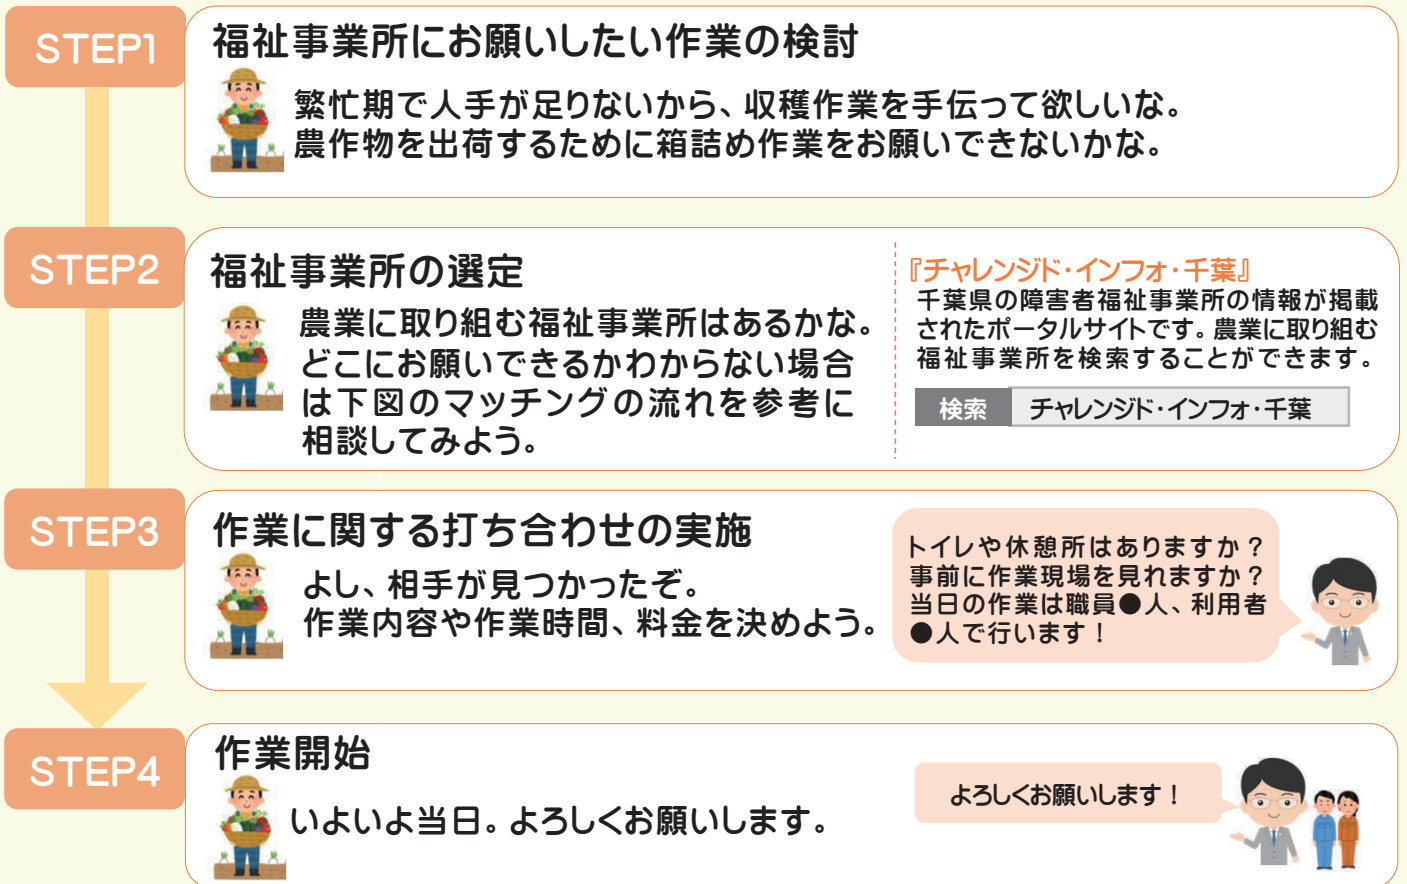 STEP1
福祉事業所にお願いしたい作業の検討
繁忙期で人手が足りないから、収穫作業を手伝って欲しいな。
農作物を出荷するために箱詰め作業をお願いできないかな。
STEP2
福祉事業所の選定
農業に取り組む福祉事業所はあるかな。
どこにお願いできるかわからない場合
は下図のマッチングの流れを参考に
相談してみよう。
『チャレンジド・インフォ・千葉』
千葉県の障害者福祉事業所の情報が掲載
されたポータルサイトです。農業に取り組む
福祉事業所を検索することができます。
検索 チャレンジド・インフォ・千葉
STEP3
作業に関する打ち合わせの実施
よし、相手が見つかったぞ。
作業内容や作業時間、料金を決めよう。
トイレや休憩所はありますか？
事前に作業現場を見れますか？
当日の作業は職員●人、利用者
●人で行います！
STEP4
作業開始
いよいよ当日。よろしくお願いします。
よろしくお願いします！